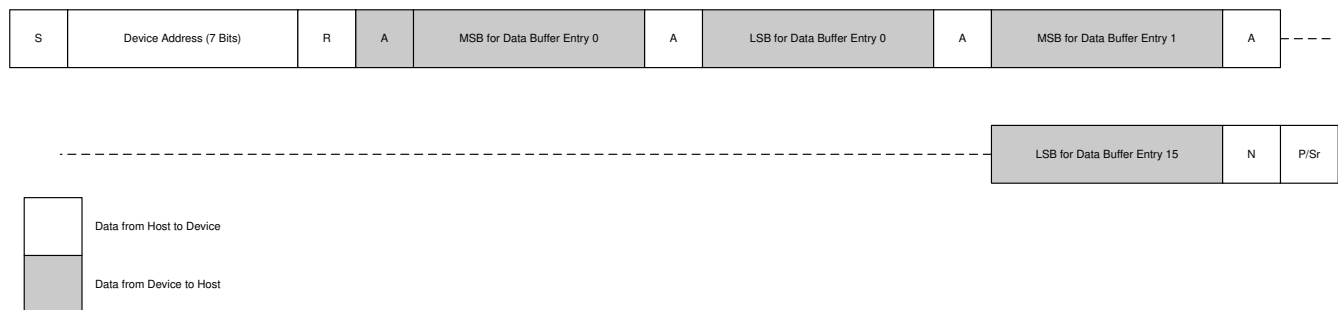 S Device Address (7 Bits) R A MSB for Data Buffer Entry 0 A LSB for Data Buffer Entry 0 A MSB for Data Buffer Entry 1 A
LSB for Data Buffer Entry 15 N P/Sr
Data from Host to Device
Data from Device to Host